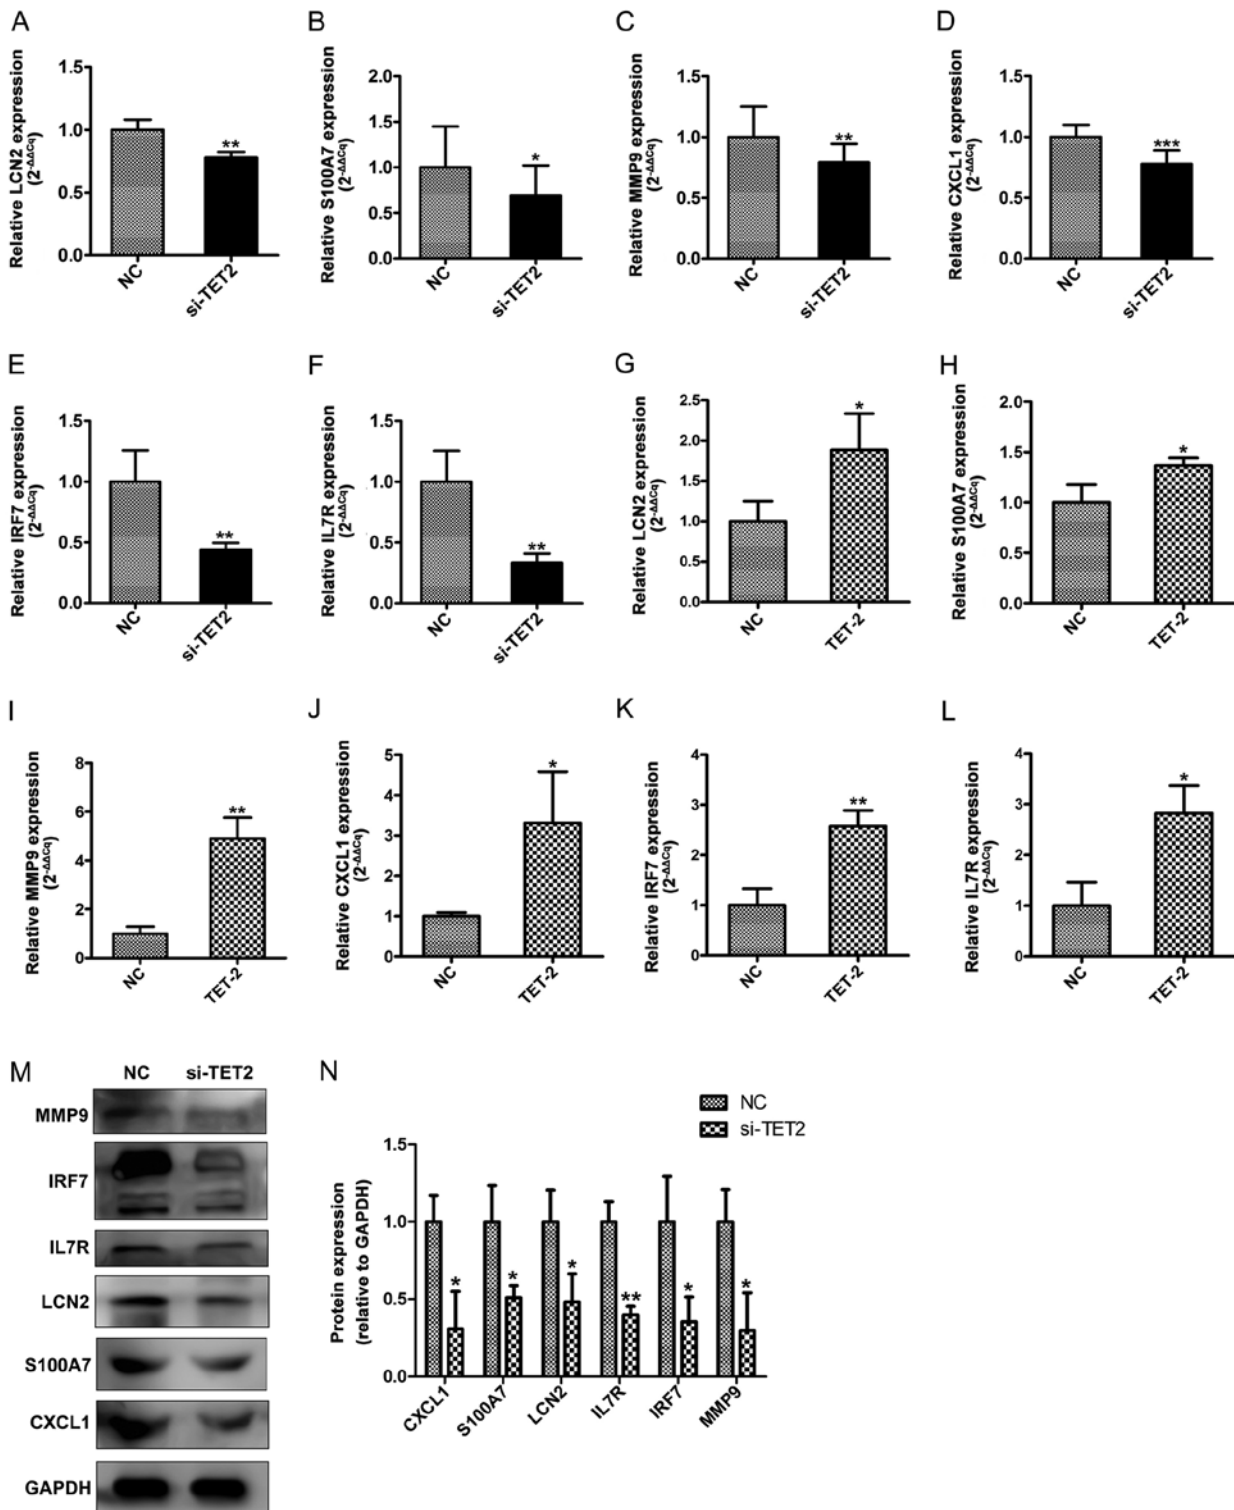 A
Relative LCN2 expression
(2-ΔΔCq)
1.5
1.0
0.5
0.0
**
NC
si-TET2
B
Relative S100A7 expression
(2-ΔΔCq)
2.0
1.5
1.0
0.5
0.0
*
NC
si-TET2
C
Relative MMP9 expression
(2-ΔΔCq)
1.5
1.0
0.5
0.0
**
NC
si-TET2
D
Relative CXCL1 expression
(2-ΔΔCq)
1.5
1.0
0.5
0.0
***
NC
si-TET2
E
Relative IRF7 expression
(2-ΔΔCq)
1.5
1.0
0.5
0.0
**
NC
si-TET2
F
Relative IL7R expression
(2-ΔΔCq)
1.5
1.0
0.5
0.0
**
NC
si-TET2
G
Relative LCN2 expression
(2-ΔΔCq)
2.5
2.0
1.5
1.0
0.5
0.0
*
NC
TET-2
H
Relative S100A7 expression
(2-ΔΔCq)
2.0
1.5
1.0
0.5
0.0
*
NC
TET-2
I
Relative MMP9 expression
(2-ΔΔCq)
8
6
4
2
0
**
NC
TET-2
J
Relative CXCL1 expression
(2-ΔΔCq)
5
4
3
2
1
0
*
NC
TET-2
K
Relative IRF7 expression
(2-ΔΔCq)
4
3
2
1
0
**
NC
TET-2
L
Relative IL7R expression
(2-ΔΔCq)
4
3
2
1
0
*
NC
TET-2
M
NC si-TET2
MMP9
IRF7
IL7R
LCN2
S100A7
CXCL1
GAPDH
N
NC
si-TET2
Protein expression
(relative to GAPDH)
1.5
1.0
0.5
0.0
* * * ** * *
CXCL1 S100A7 LCN2 IL7R IRF7 MMP9